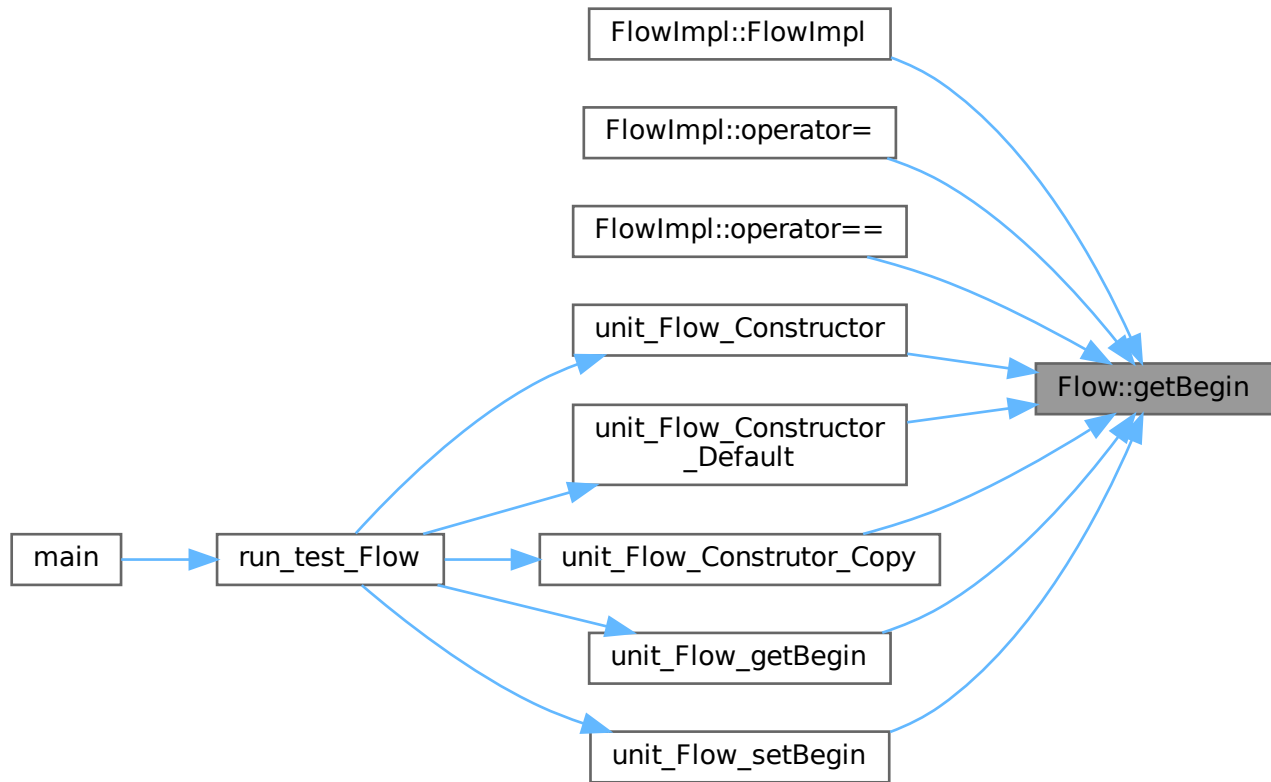 FlowImpl::FlowImpl
FlowImpl::operator=
FlowImpl::operator==
unit_Flow_Constructor
Flow::getBegin
unit_Flow_Constructor
_Default
main
run_test_Flow
unit_Flow_Construtor_Copy
unit_Flow_getBegin
unit_Flow_setBegin